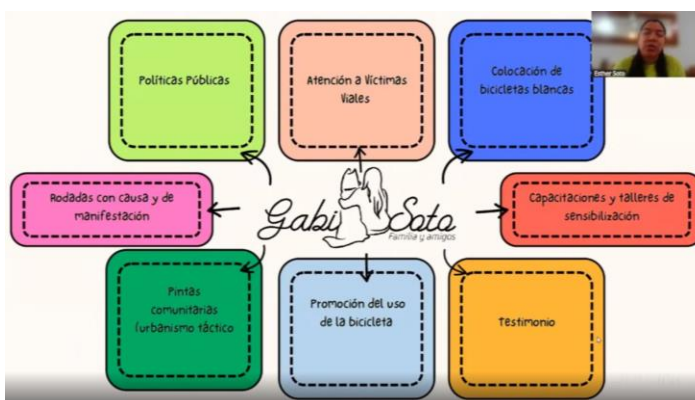 Políticas Públicas
Atención a Víctimas
Viales
Colocación de
bicicletas blancas
Esther Soto
Rodadas con causa y de
manifestación
Gabi Soto
Familia y amigos
Capacitaciones y talleres de
sensibilización
Pintas
comunitarias
(urbanismo táctico
Promoción del uso
de la bicicleta
Testimonio